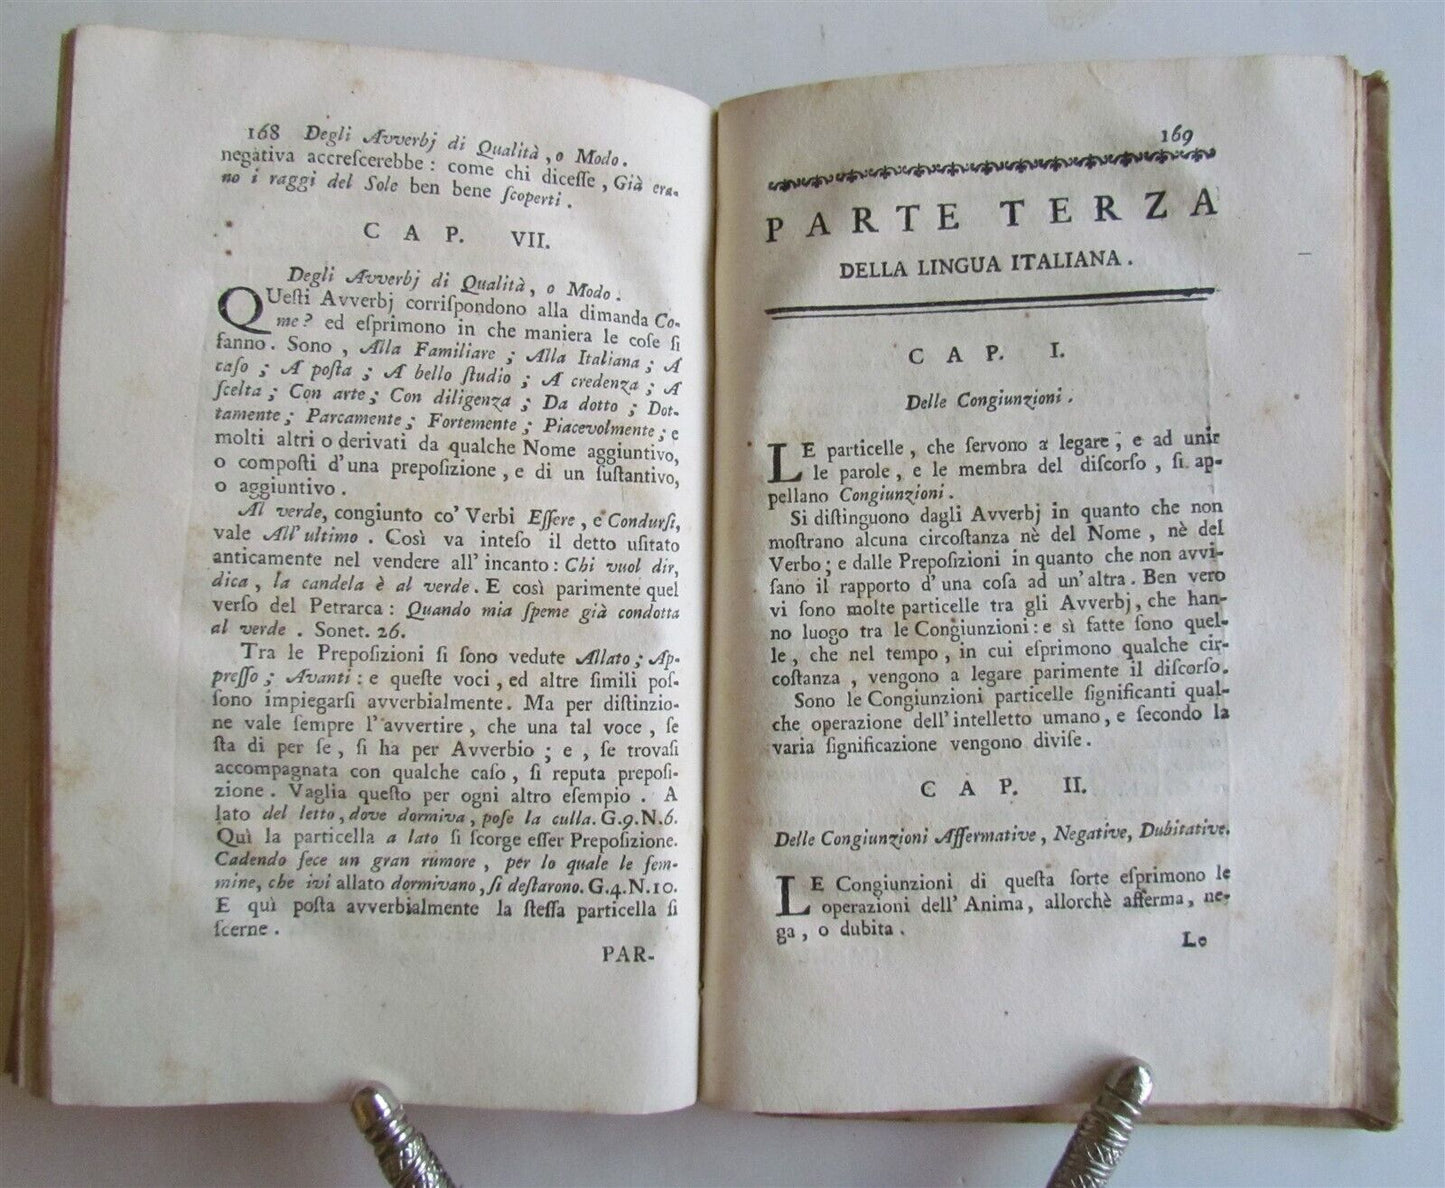 168 Degli Avverbj di Qualità, o Modo.
negativa accreſcerebbe: come chi diceſſe, Già era-
no i raggi del Sole ben bene ſcoperti.
CAP. VII.
Degli Avverbj di Qualità, o Modo.
QUeſti Avverbj corriſpondono alla dimanda Co-
me? ed eſprimono in che maniera le coſe ſi
fanno. Sono, Alla Familiare; Alla Italiana; A
caſo; A poſta; A bello ſtudio; A credenza; A
ſcelta; Con arte; Con diligenza; Da dotto; Dot-
tamente; Parcamente; Fortemente; Piacevolmente; e
molti altri o derivati da qualche Nome aggiuntivo,
o compoſti d'una prepoſizione, e di un ſuſtantivo,
o aggiuntivo.
Al verde, congiunto co' Verbi Eſſere, e Condurſi,
vale All' ultimo. Così va inteſo il detto uſitato
anticamente nel vendere all' incanto: Chi vuol dir,
dica, la candela è al verde. E così parimente quel
verſo del Petrarca: Quando mia ſpeme già condotta
al verde. Sonet. 26.
Tra le Prepoſizioni ſi ſono vedute Allato; Ap-
preſſo; Avanti: e queſte voci, ed altre ſimili poſ-
ſono impiegarſi avverbialmente. Ma per diſtinzio-
ne vale ſempre l'avvertire, che una tal voce, ſe
ſta di per ſe, ſi ha per Avverbio; e, ſe trovaſi
accompagnata con qualche caſo, ſi reputa prepoſi-
zione. Vaglia queſto per ogni altro eſempio. A
lato del letto, dove dormiva, poſe la culla. G.9.N.6.
Quì la particella a lato ſi ſcorge eſſer Prepoſizione.
Cadendo fece un gran rumore, per lo quale le fem-
mine, che ivi allato dormivano, ſi deſtarono. G.4.N.10.
E quì poſta avverbialmente la ſteſſa particella ſi
ſcerne.
PAR-
169
PARTE TERZA
DELLA LINGUA ITALIANA.
CAP. I.
Delle Congiunzioni.
LE particelle, che ſervono a legare, e ad unir
le parole, e le membra del diſcorſo, ſi ap-
pellano Congiunzioni.
Si diſtinguono dagli Avverbj in quanto che non
moſtrano alcuna circoſtanza nè del Nome, nè del
Verbo; e dalle Prepoſizioni in quanto che non avvi-
ſano il rapporto d'una coſa ad un'altra. Ben vero
vi ſono molte particelle tra gli Avverbj, che han-
no luogo tra le Congiunzioni: e sì fatte ſono quel-
le, che nel tempo, in cui eſprimono qualche cir-
coſtanza, vengono a legare parimente il diſcorſo.
Sono le Congiunzioni particelle ſignificanti qual-
che operazione dell'intelletto umano, e ſecondo la
varia ſignificazione vengono diviſe.
CAP. II.
Delle Congiunzioni Affermative, Negative, Dubitative.
LE Congiunzioni di queſta ſorte eſprimono le
operazioni dell'Anima, allorchè afferma, ne-
ga, o dubita.
Le